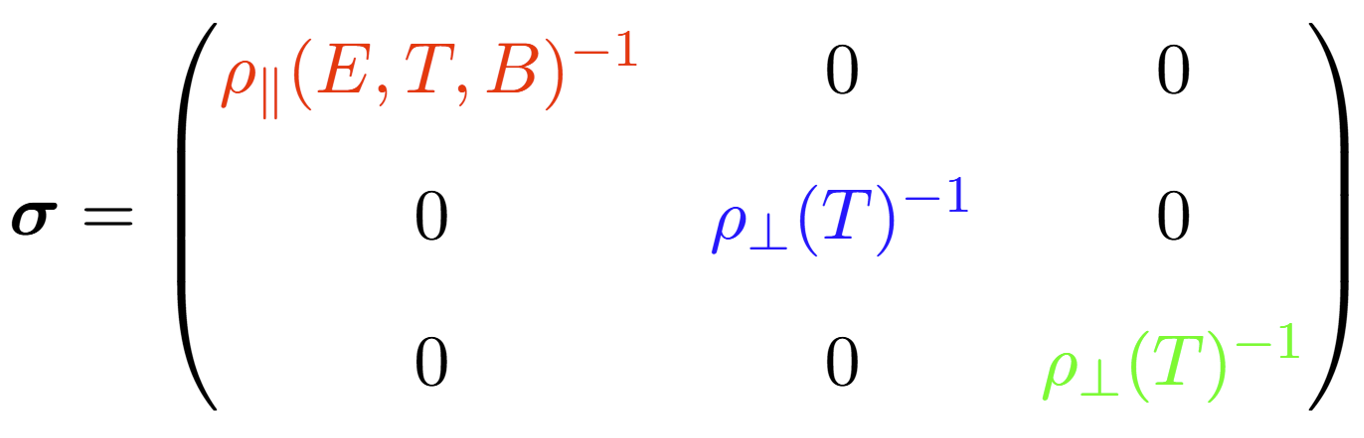 ρ∥(E, T, B)⁻¹ 0 0
σ = 0 ρ⊥(T)⁻¹ 0
0 0 ρ⊥(T)⁻¹